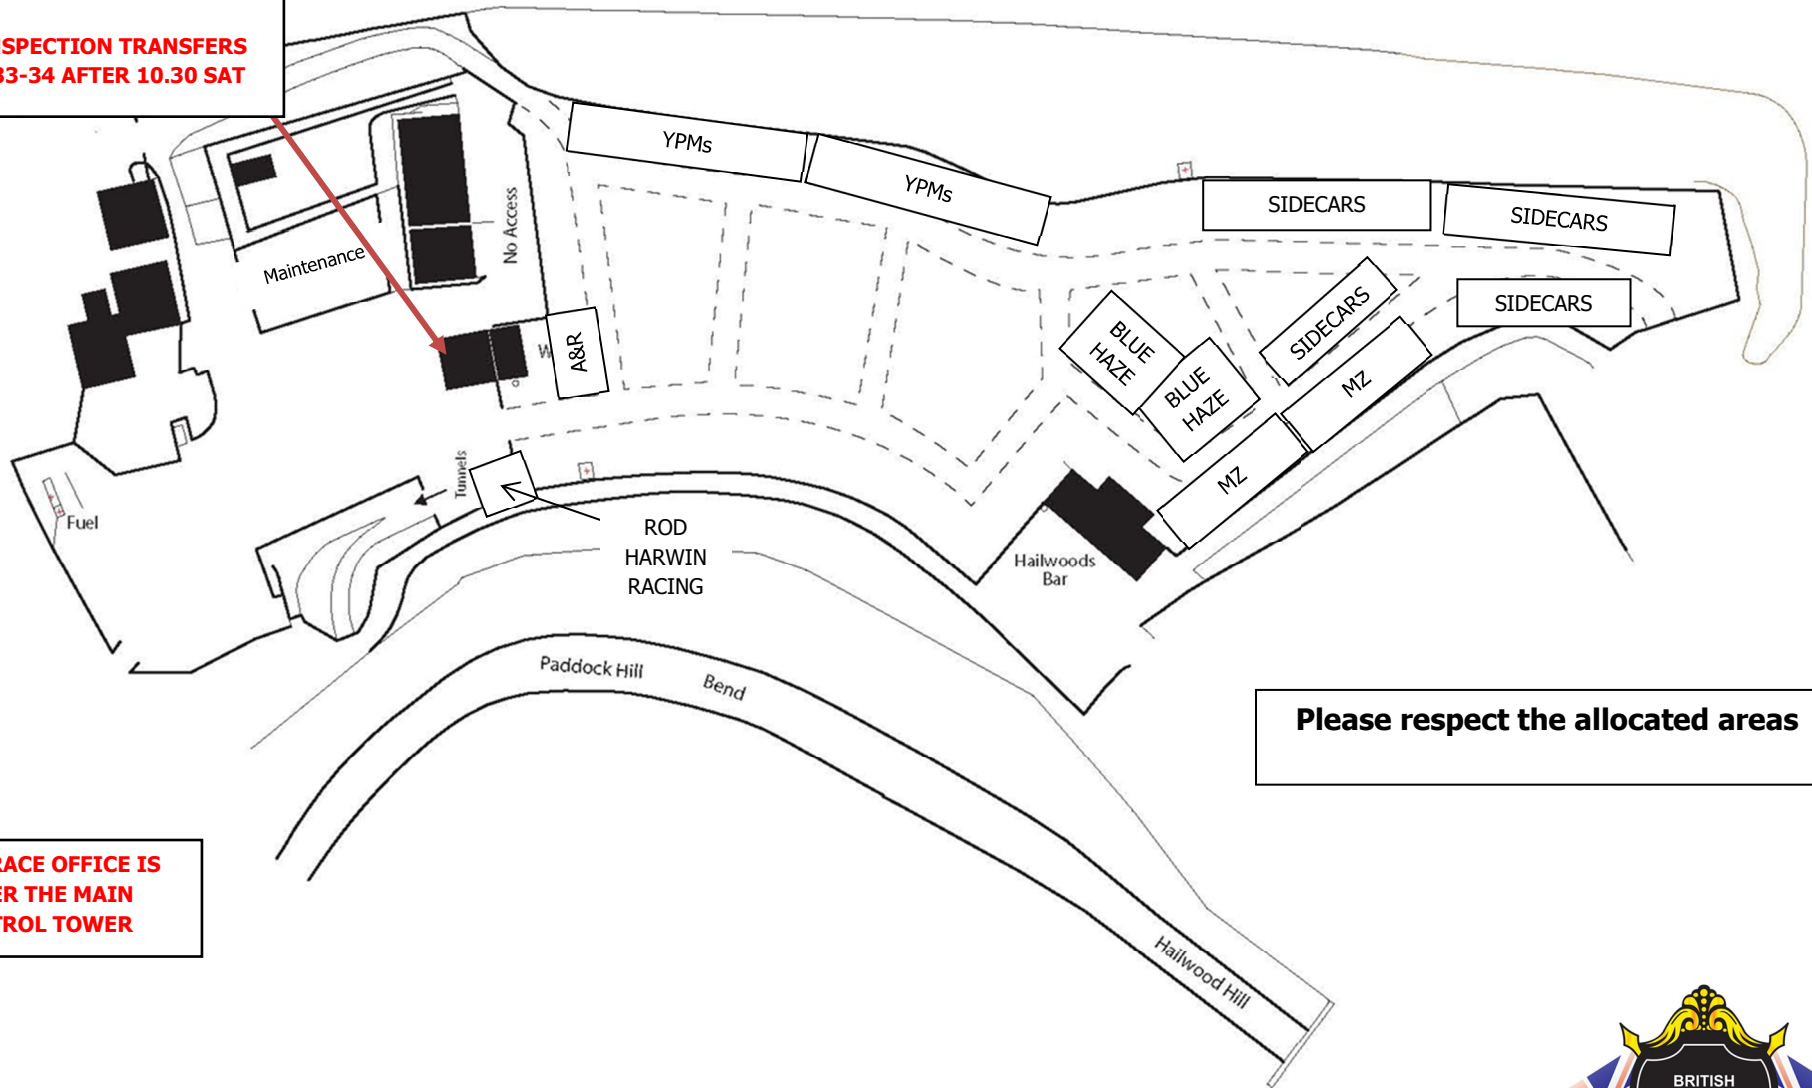 NSPECTION TRANSFERS
33-34 AFTER 10.30 SAT
YPMs
YPMs
SIDECARS
SIDECARS
SIDECARS
SIDECARS
No Access
Maintenance
A&R
W
BLUE
HAZE
BLUE
HAZE
MZ
MZ
Tunnels
Fuel
ROD
HARWIN
RACING
Hailwoods
Bar
Paddock Hill Bend
Please respect the allocated areas
RACE OFFICE IS
ER THE MAIN
TROL TOWER
Hailwood Hill
BRITISH